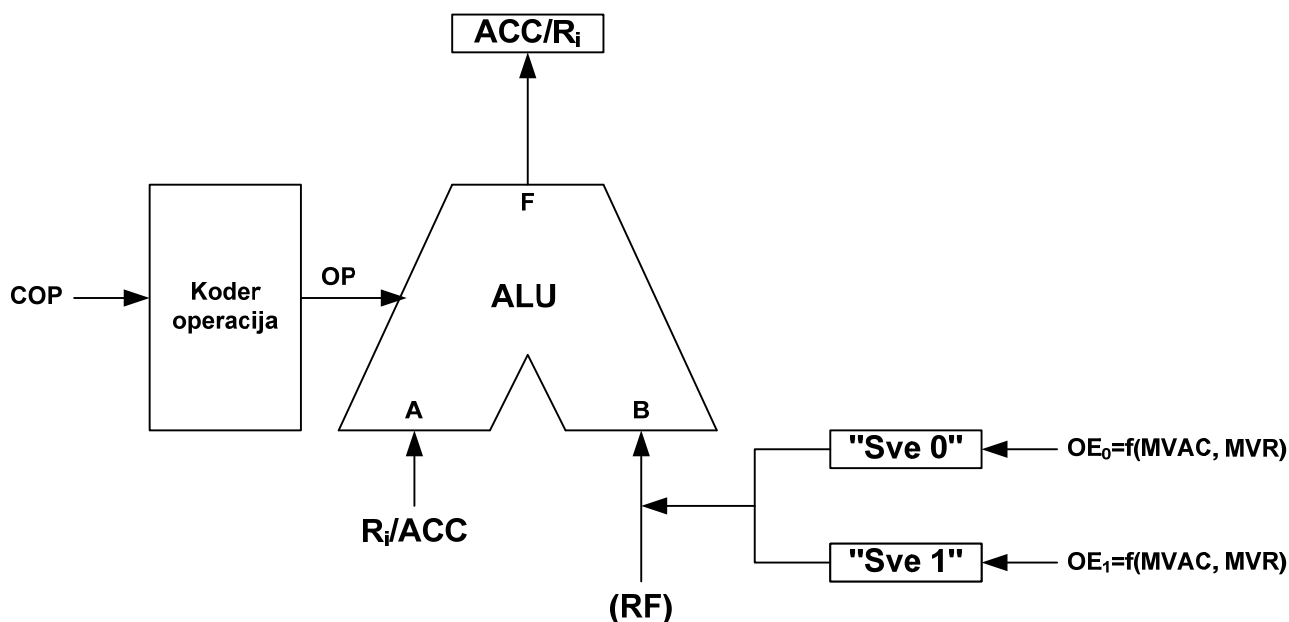 ACC/Rᵢ
F
COP
Koder
operacija
OP
ALU
A
B
"Sve 0"
OE₀=f(MVAC, MVR)
Rᵢ/ACC
"Sve 1"
OE₁=f(MVAC, MVR)
(RF)